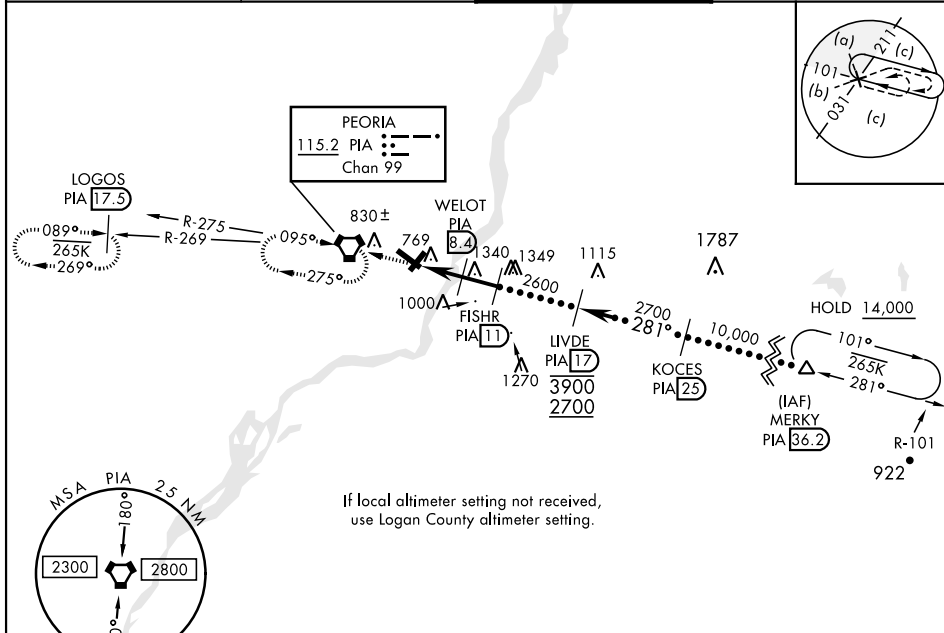 (a)
211
(c)
101
(b)
031
(c)
PEORIA
115.2 PIA
Chan 99
LOGOS
PIA 17.5
R-275
R-269
089°
265K
269°
095°
275°
830 ±
769
WELOT
PIA
8.4
1340
1349
1115
1787
2600
1000
FISHR
PIA 11
1270
LIVDE
PIA 17
3900
2700
2700
281°
10,000
KOCES
PIA 25
HOLD 14,000
101°
265K
281°
(IAF)
MERKY
PIA 36.2
R-101
922
If local altimeter setting not received,
use Logan County altimeter setting.
MSA PIA 25 NM
180°
2300
2800